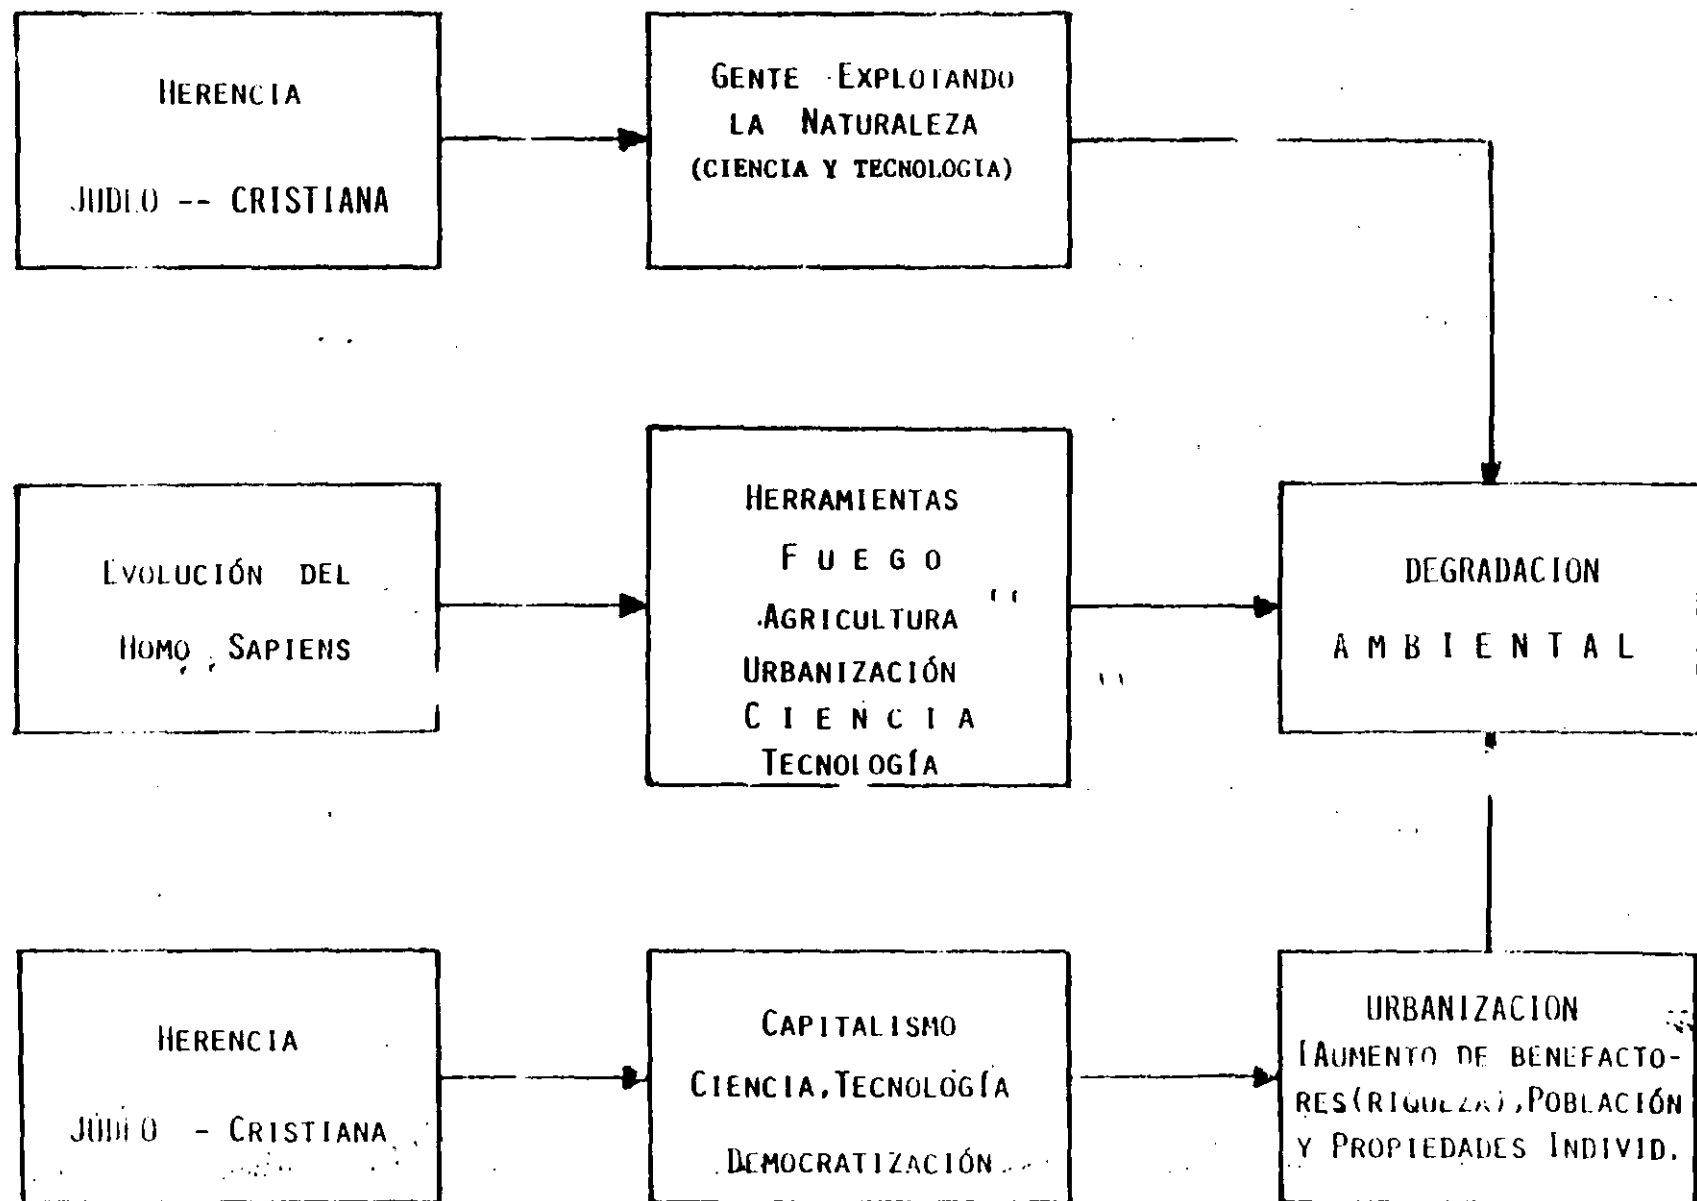 HERENCIA
JUDEO -- CRISTIANA
GENTE EXPLOTANDO
LA NATURALEZA
(CIENCIA Y TECNOLOGIA)
EVOLUCIÓN DEL
HOMO SAPIENS
HERRAMIENTAS
F U E G O
AGRICULTURA
URBANIZACIÓN
C I E N C I A
TECNOLOGÍA
DEGRADACION
A M B I E N T A L
HERENCIA
JUDEO - CRISTIANA
CAPITALISMO
CIENCIA, TECNOLOGÍA
DEMOCRATIZACIÓN
URBANIZACION
(AUMENTO DE BENEFACTO-
RES(RIQUEZA), POBLACIÓN
Y PROPIEDADES INDIVID.